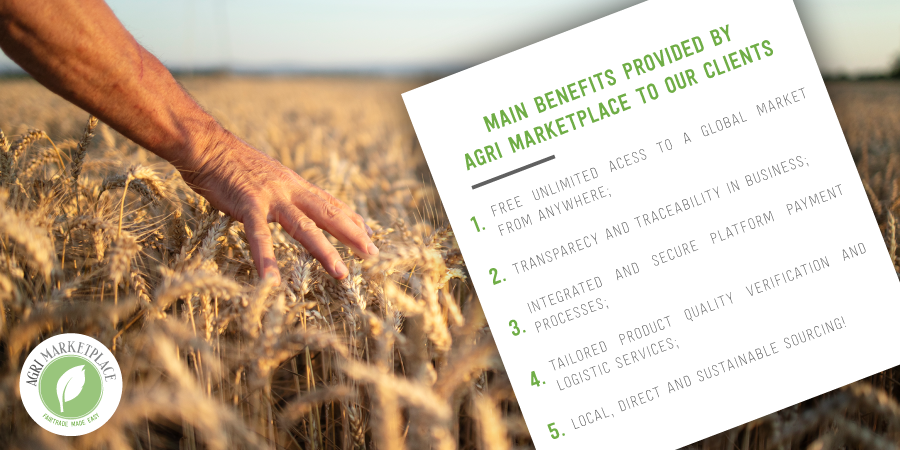 MAIN BENEFITS PROVIDED BY
AGRI MARKETPLACE TO OUR CLIENTS
1. FREE UNLIMITED ACESS TO A GLOBAL MARKET
FROM ANYWHERE;
2. TRANSPARECY AND TRACEABILITY IN BUSINESS;
3. INTEGRATED AND SECURE PLATFORM PAYMENT
PROCESSES;
4. TAILORED PRODUCT QUALITY VERIFICATION AND
LOGISTIC SERVICES;
5. LOCAL, DIRECT AND SUSTAINABLE SOURCING!
AGRI MARKETPLACE
FAIRTRADE MADE EASY